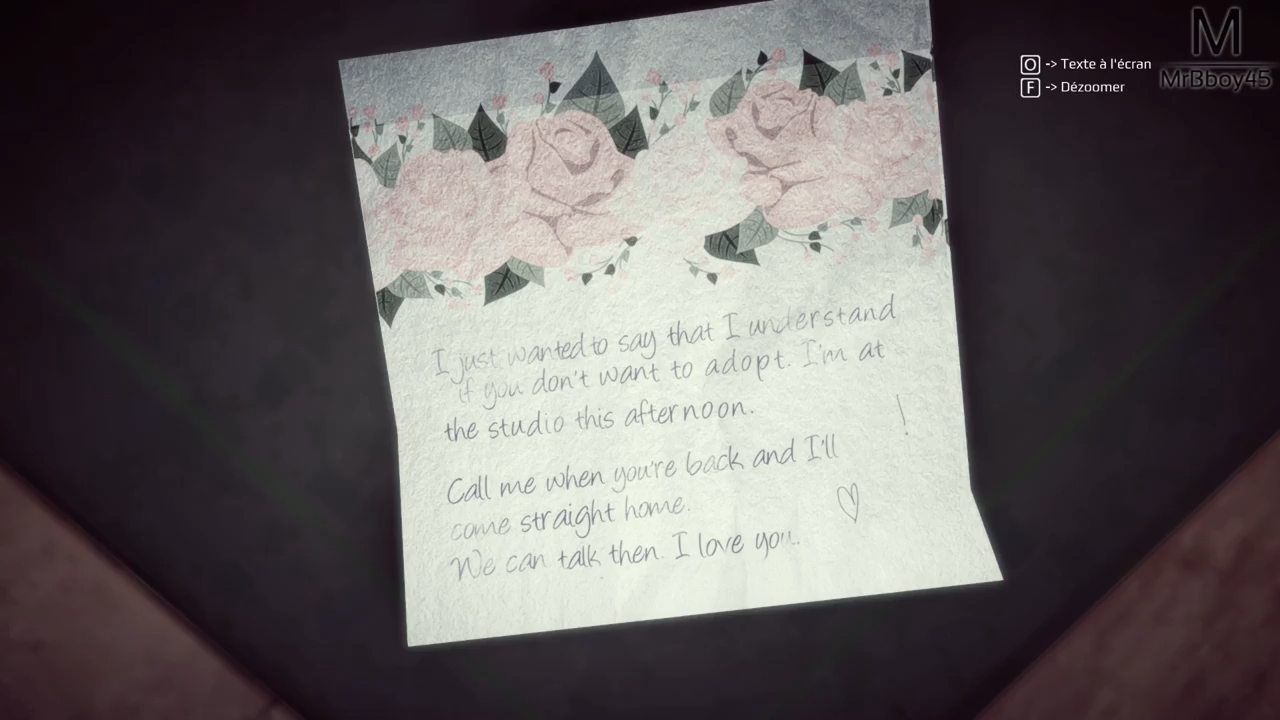 M
MrBboy45
O -> Texte à l'écran
F -> Dézoomer
I just wanted to say that I understand
if you don't want to adopt. I'm at
the studio this afternoon.
!
Call me when you're back and I'll
come straight home.
We can talk then. I love you..